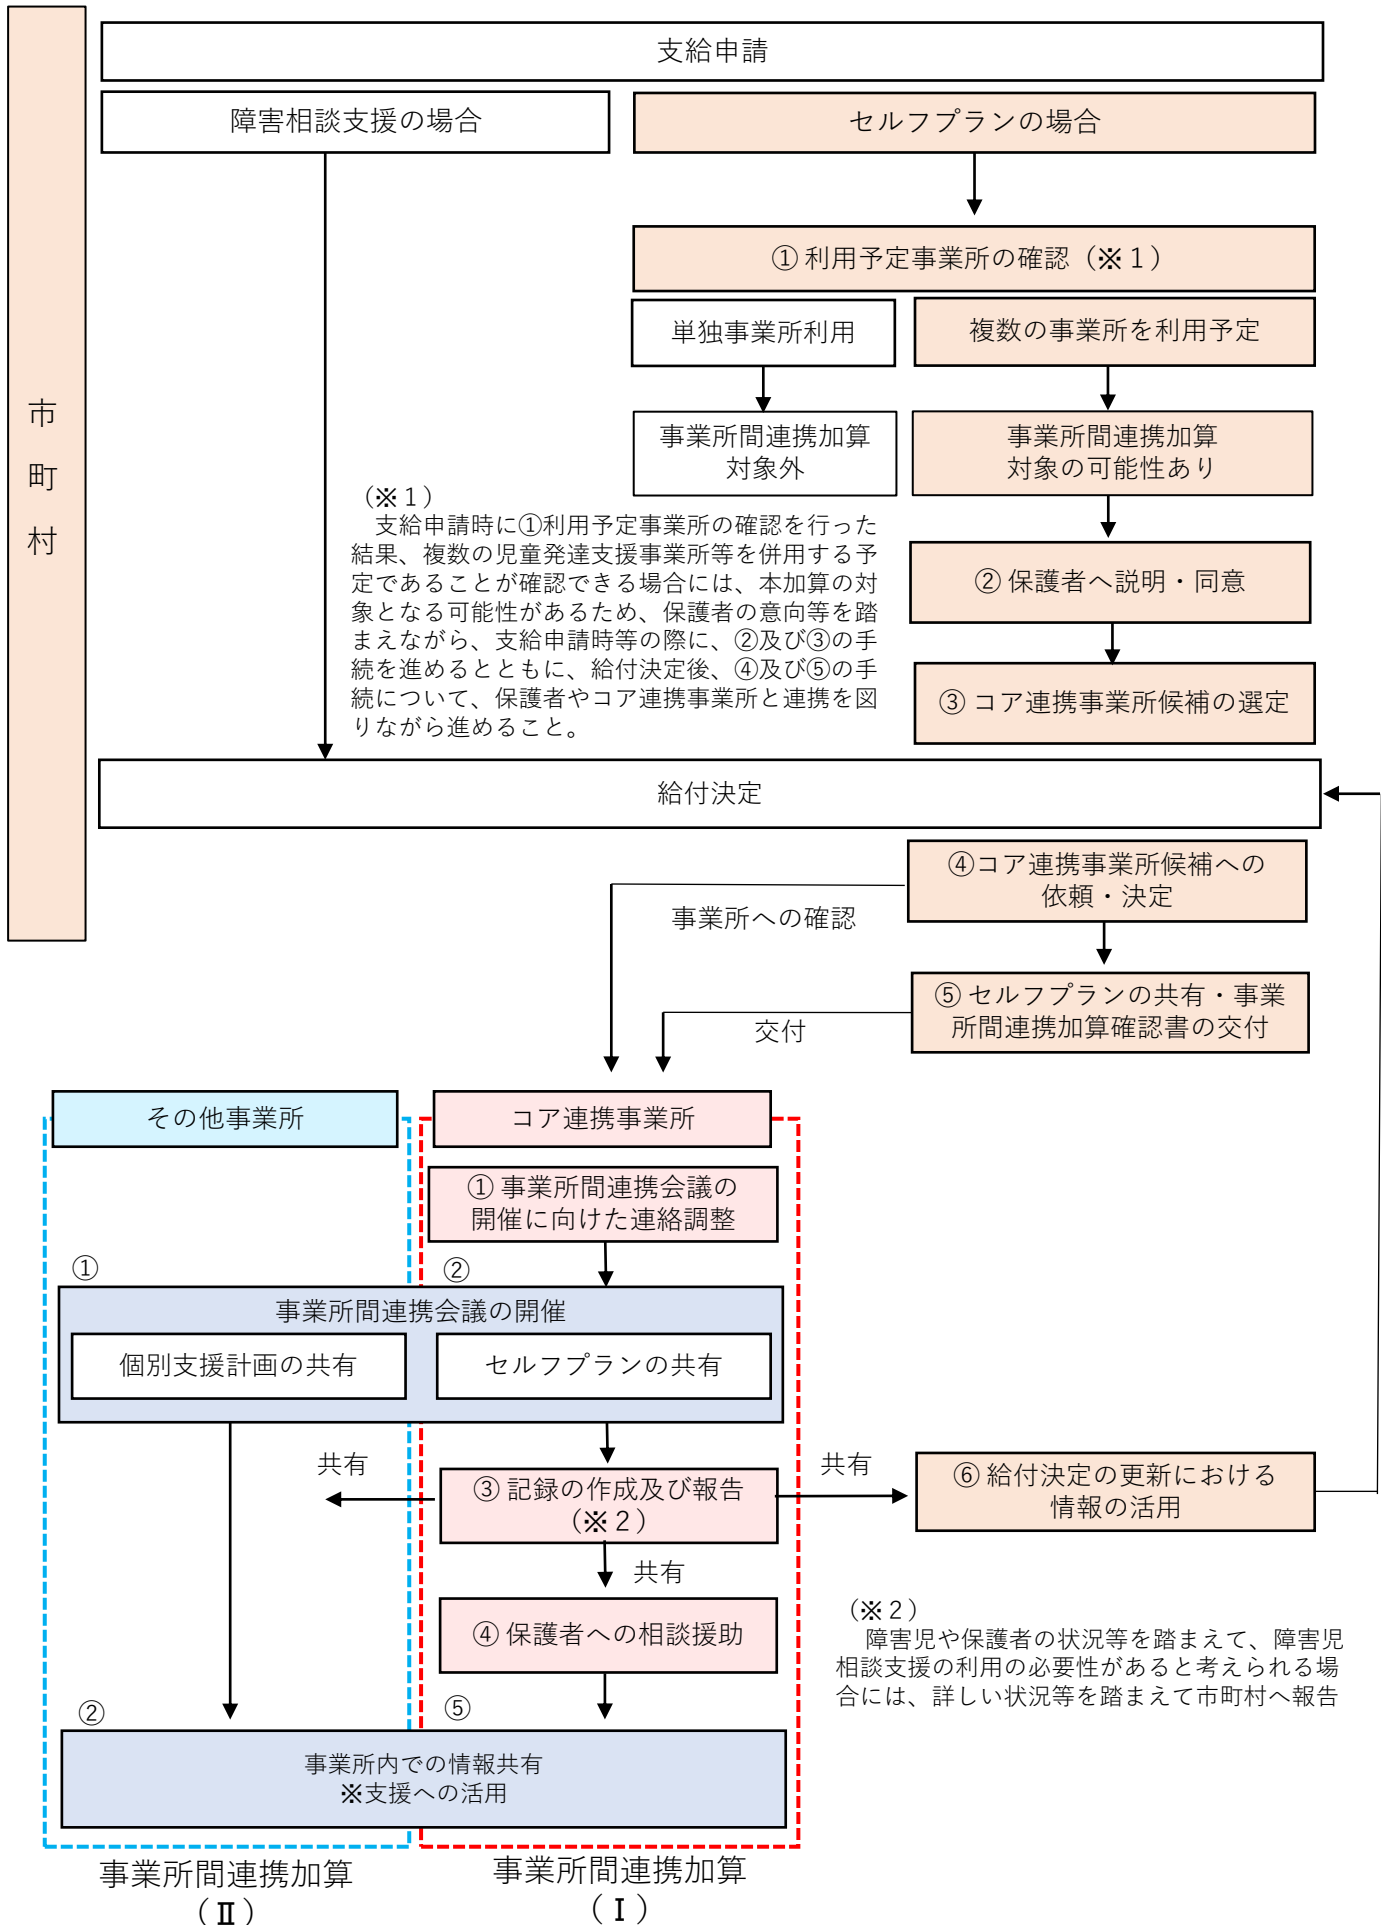 市町村
支給申請
障害相談支援の場合
セルフプランの場合
① 利用予定事業所の確認（※１）
単独事業所利用
複数の事業所を利用予定
事業所間連携加算
対象外
事業所間連携加算
対象の可能性あり
（※１）
支給申請時に①利用予定事業所の確認を行った
結果、複数の児童発達支援事業所等を併用する予
定であることが確認できる場合には、本加算の対
象となる可能性があるため、保護者の意向等を踏
まえながら、支給申請時等の際に、②及び③の手
続を進めるとともに、給付決定後、④及び⑤の手
続について、保護者やコア連携事業所と連携を図
りながら進めること。
② 保護者へ説明・同意
③ コア連携事業所候補の選定
給付決定
④コア連携事業所候補への
依頼・決定
事業所への確認
⑤ セルフプランの共有・事業
所間連携加算確認書の交付
交付
その他事業所
コア連携事業所
① 事業所間連携会議の
開催に向けた連絡調整
①
②
事業所間連携会議の開催
個別支援計画の共有
セルフプランの共有
共有
③ 記録の作成及び報告
（※２）
共有
⑥ 給付決定の更新における
情報の活用
共有
④ 保護者への相談援助
（※２）
障害児や保護者の状況等を踏まえて、障害児
相談支援の利用の必要性があると考えられる場
合には、詳しい状況等を踏まえて市町村へ報告
②
⑤
事業所内での情報共有
※支援への活用
事業所間連携加算
（Ⅱ）
事業所間連携加算
（Ⅰ）